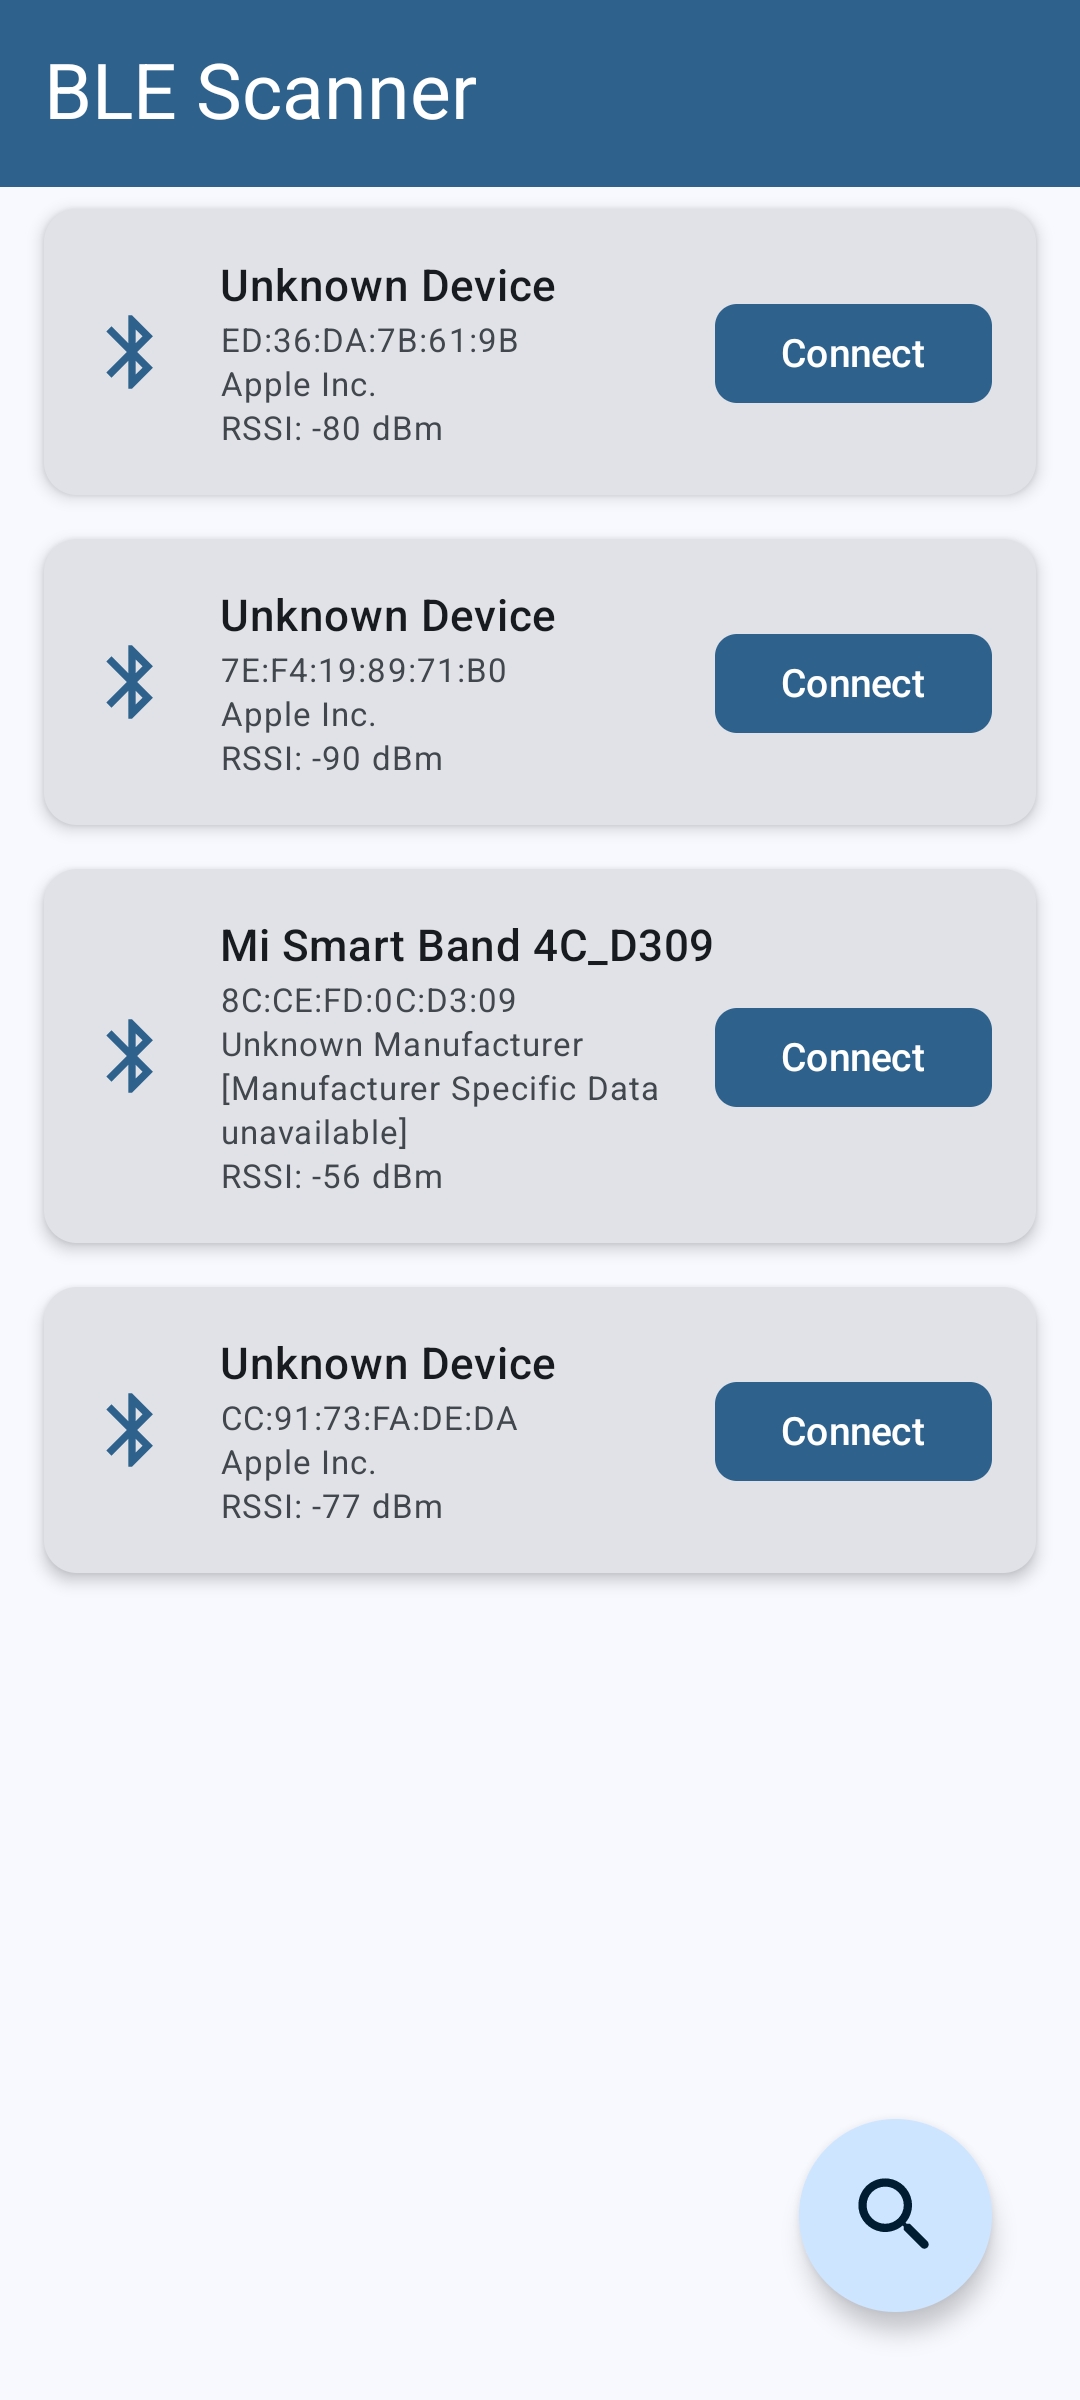 BLE Scanner
Unknown Device
ED:36:DA:7B:61:9B
Apple Inc.
RSSI: -80 dBm
Connect
Unknown Device
7E:F4:19:89:71:B0
Apple Inc.
RSSI: -90 dBm
Connect
Mi Smart Band 4C_D309
8C:CE:FD:0C:D3:09
Unknown Manufacturer
[Manufacturer Specific Data
unavailable]
RSSI: -56 dBm
Connect
Unknown Device
CC:91:73:FA:DE:DA
Apple Inc.
RSSI: -77 dBm
Connect